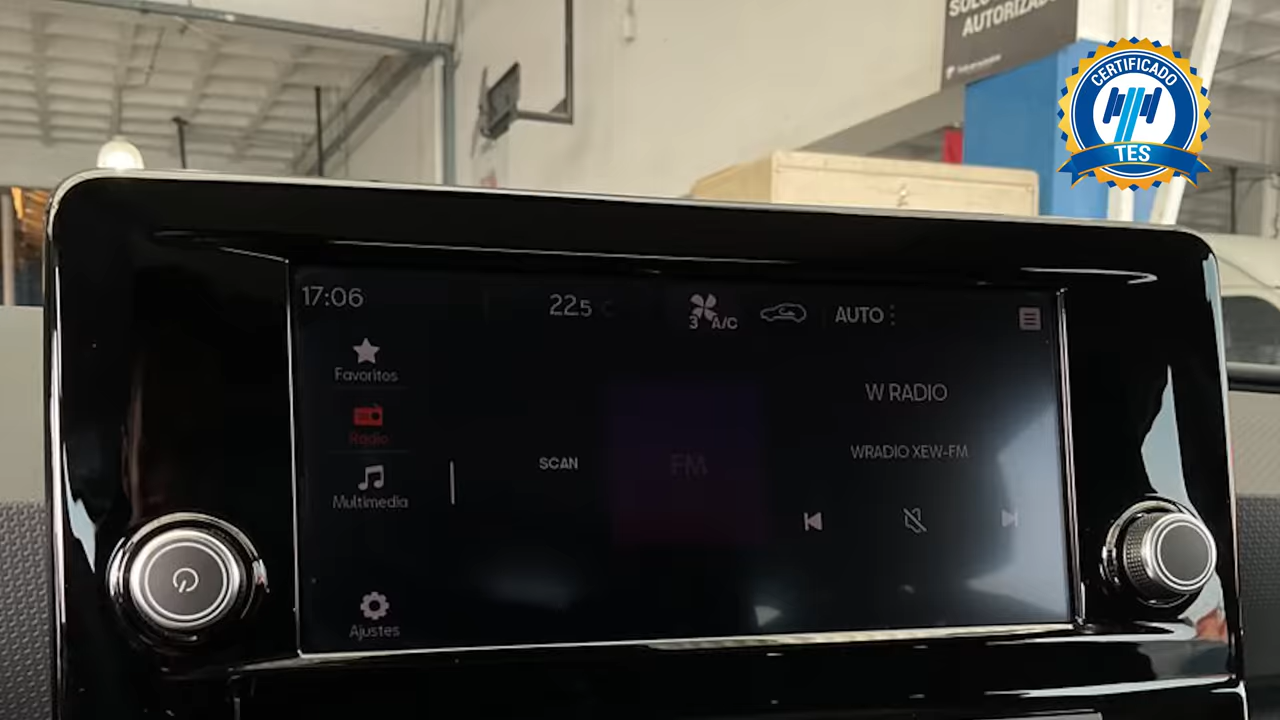 SOLO
AUTORIZADO
CERTIFICADO
TES
17:06
22.5 C
3 A/C
AUTO
Favoritos
Radio
Multimedia
Ajustes
SCAN
FM
W RADIO
WRADIO XEW-FM